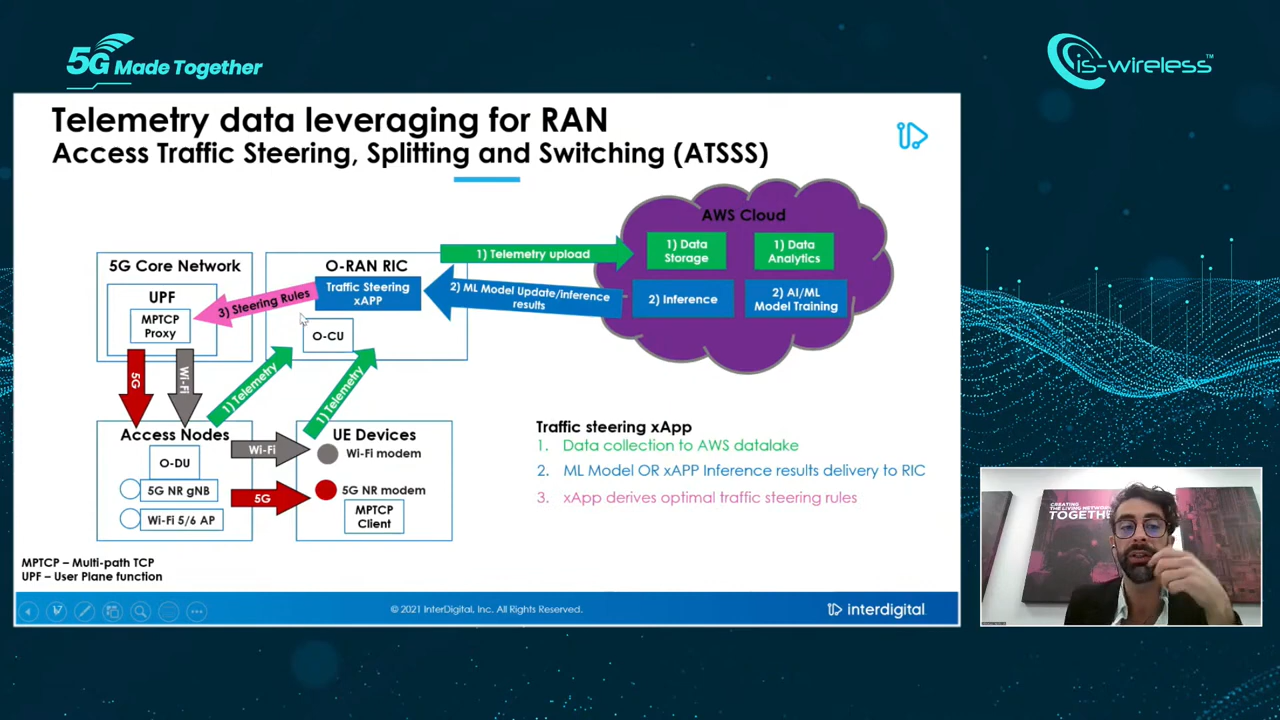 5G Made Together
is-wireless™
Telemetry data leveraging for RAN
Access Traffic Steering, Splitting and Switching (ATSSS)
AWS Cloud
1) Data
Storage
1) Data
Analytics
2) Inference
2) AI/ML
Model Training
1) Telemetry upload
2) ML Model Update/inference
results
5G Core Network
UPF
MPTCP
Proxy
O-RAN RIC
Traffic Steering
xAPP
3) Steering Rules
O-CU
5G
Wi-Fi
1) Telemetry
1) Telemetry
Access Nodes
O-DU
5G NR gNB
Wi-Fi 5/6 AP
Wi-Fi
5G
UE Devices
Wi-Fi modem
5G NR modem
MPTCP
Client
Traffic steering xApp
1. Data collection to AWS datalake
2. ML Model OR xAPP Inference results delivery to RIC
3. xApp derives optimal traffic steering rules
MPTCP – Multi-path TCP
UPF – User Plane function
© 2021 InterDigital, Inc. All Rights Reserved.
interdigital
CREATING
THE LIVING NETWORK
TOGETHE